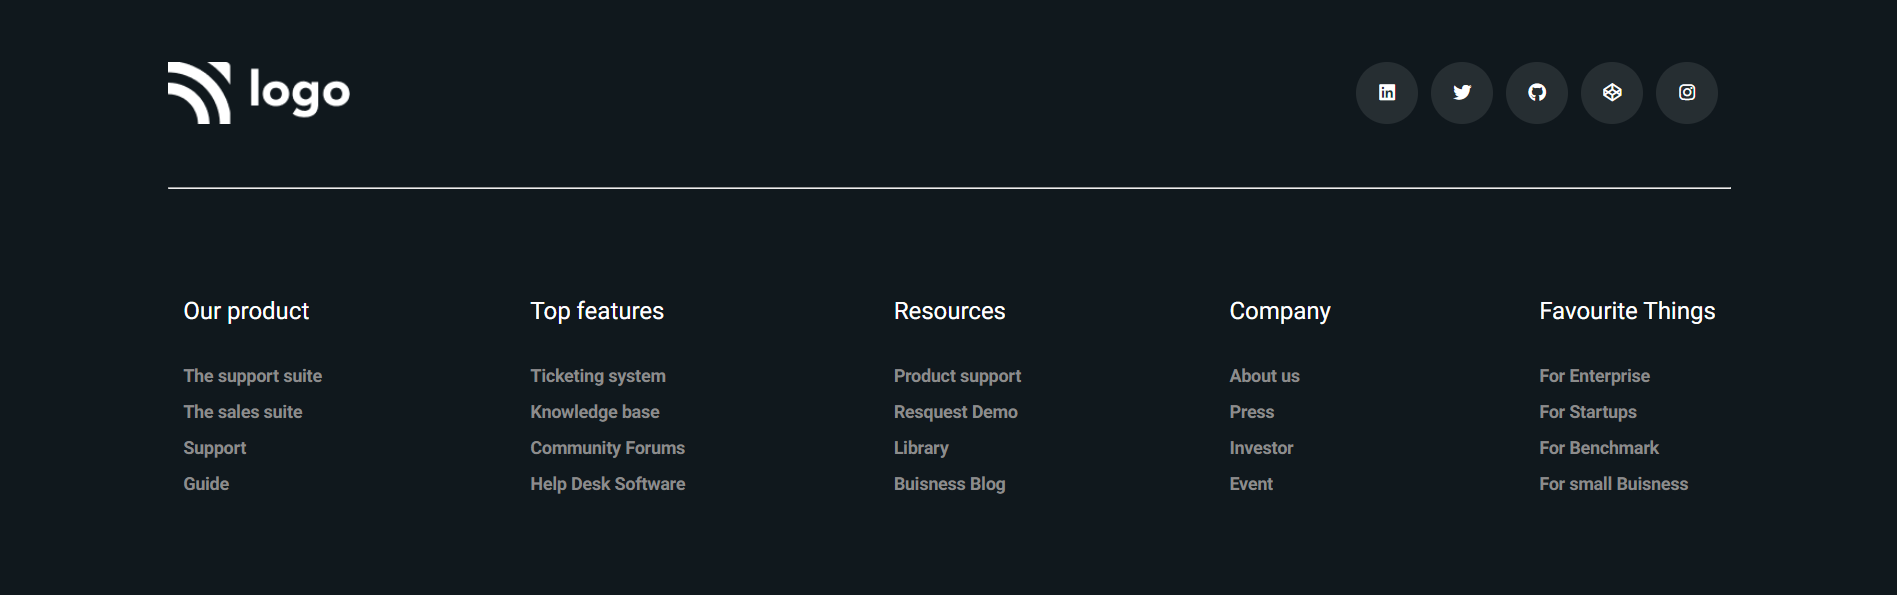 logo
Our product
The support suite
The sales suite
Support
Guide
Top features
Ticketing system
Knowledge base
Community Forums
Help Desk Software
Resources
Product support
Resquest Demo
Library
Buisness Blog
Company
About us
Press
Investor
Event
Favourite Things
For Enterprise
For Startups
For Benchmark
For small Buisness